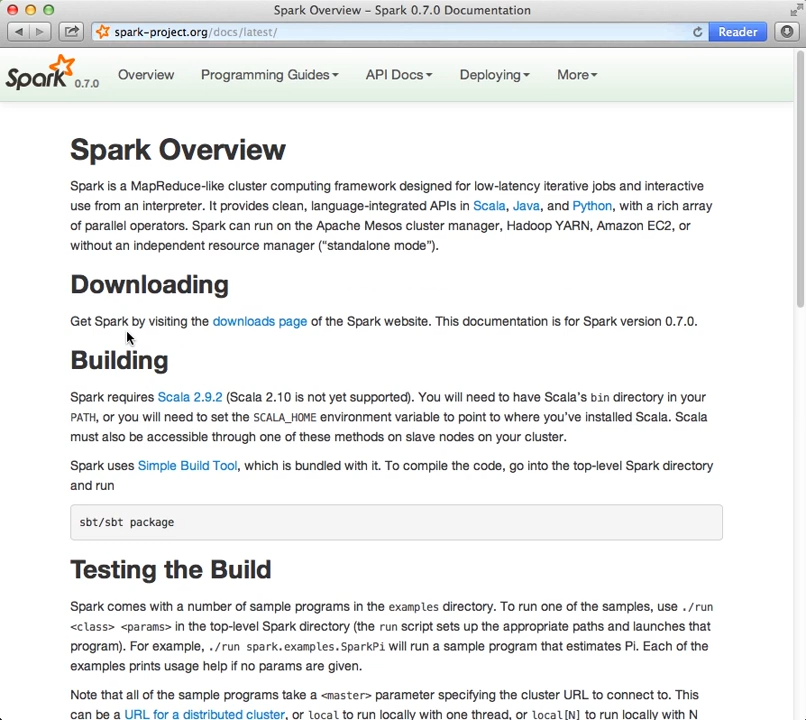 Spark Overview – Spark 0.7.0 Documentation
spark-project.org/docs/latest/
Reader
Spark 0.7.0 Overview Programming Guides API Docs Deploying More
Spark Overview
Spark is a MapReduce-like cluster computing framework designed for low-latency iterative jobs and interactive
use from an interpreter. It provides clean, language-integrated APIs in Scala, Java, and Python, with a rich array
of parallel operators. Spark can run on the Apache Mesos cluster manager, Hadoop YARN, Amazon EC2, or
without an independent resource manager (“standalone mode”).
Downloading
Get Spark by visiting the downloads page of the Spark website. This documentation is for Spark version 0.7.0.
Building
Spark requires Scala 2.9.2 (Scala 2.10 is not yet supported). You will need to have Scala’s bin directory in your
PATH, or you will need to set the SCALA_HOME environment variable to point to where you’ve installed Scala. Scala
must also be accessible through one of these methods on slave nodes on your cluster.
Spark uses Simple Build Tool, which is bundled with it. To compile the code, go into the top-level Spark directory
and run
sbt/sbt package
Testing the Build
Spark comes with a number of sample programs in the examples directory. To run one of the samples, use ./run
<class> <params> in the top-level Spark directory (the run script sets up the appropriate paths and launches that
program). For example, ./run spark.examples.SparkPi will run a sample program that estimates Pi. Each of the
examples prints usage help if no params are given.
Note that all of the sample programs take a <master> parameter specifying the cluster URL to connect to. This
can be a URL for a distributed cluster, or local to run locally with one thread, or local[N] to run locally with N